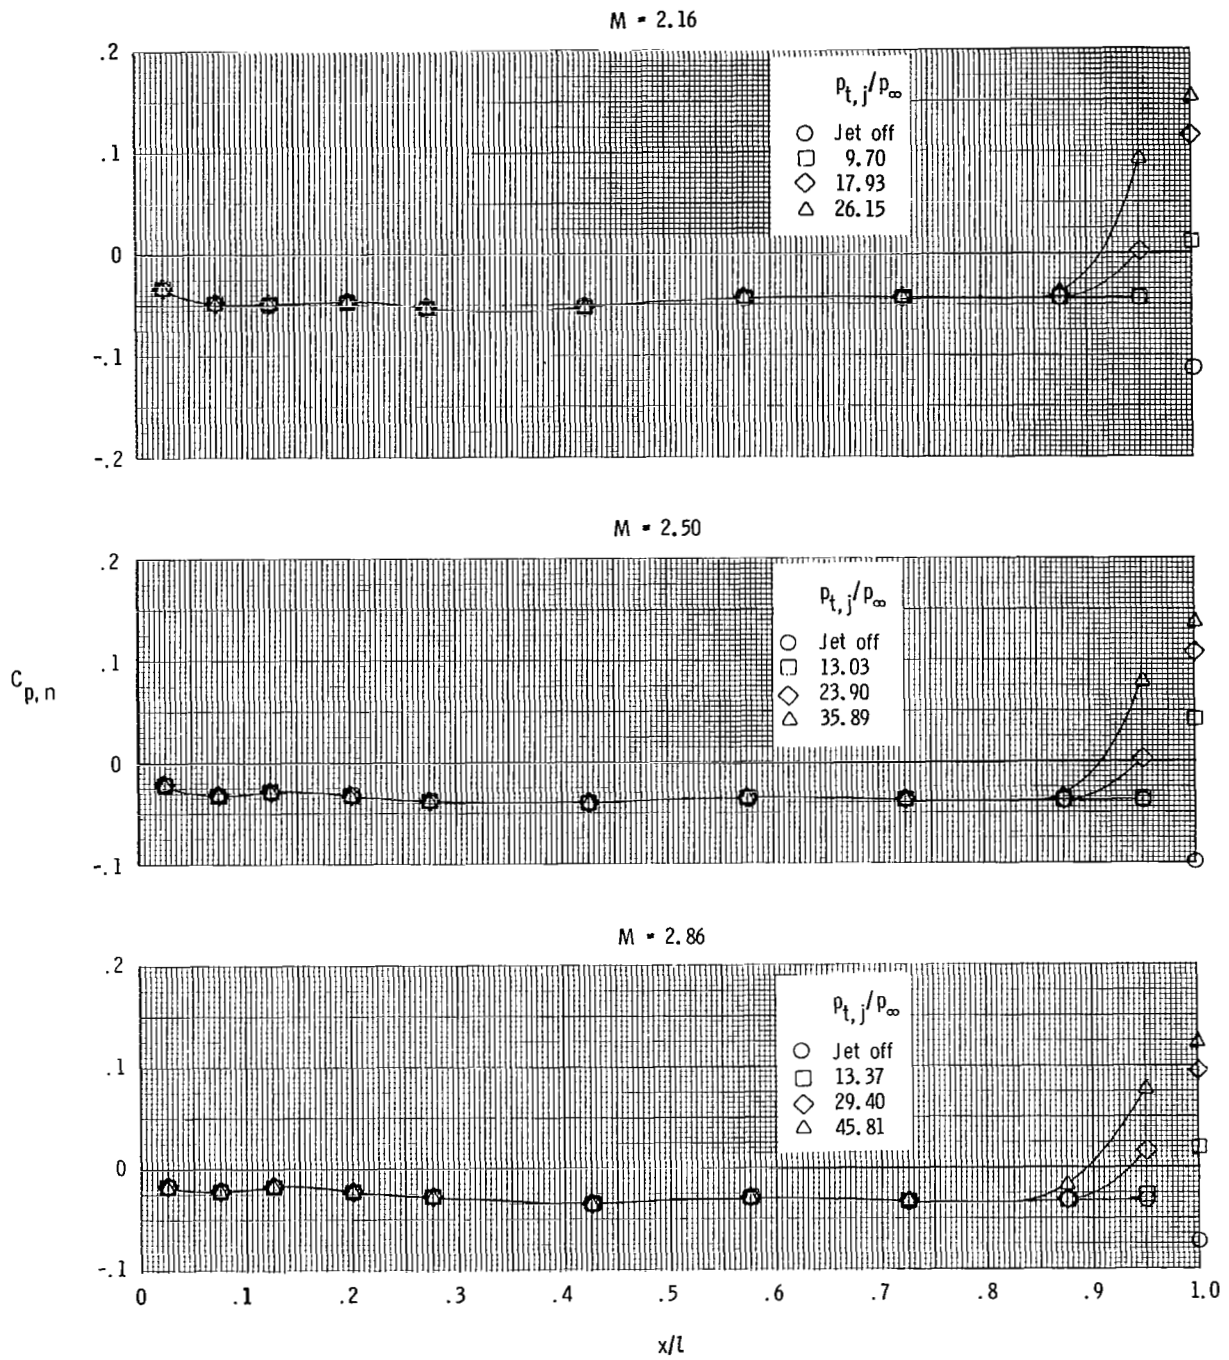 M = 2.16
.2
.1
0
-.1
-.2
p_t,j/p_∞
Jet off
9.70
17.93
26.15
M = 2.50
.2
.1
0
-.1
C_p,n
p_t,j/p_∞
Jet off
13.03
23.90
35.89
M = 2.86
.2
.1
0
-.1
p_t,j/p_∞
Jet off
13.37
29.40
45.81
0 .1 .2 .3 .4 .5 .6 .7 .8 .9 1.0
x/l